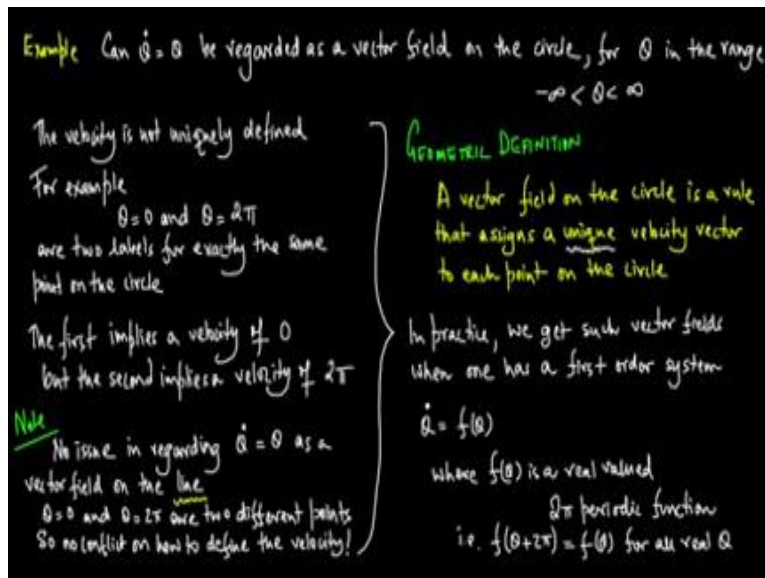 Example Can θ̇ = θ be regarded as a vector field on the circle, for θ in the range
-∞ < θ < ∞
The velocity is not uniquely defined
For example
θ = 0 and θ = 2π
are two labels for exactly the same
point on the circle
The first implies a velocity of 0
but the second implies a velocity of 2π
Note
No issue in regarding θ̇ = θ as a
vector field on the line
θ = 0 and θ = 2π are two different points
So no conflict on how to define the velocity!
GEOMETRIC DEFINITION
A vector field on the circle is a rule
that assigns a unique velocity vector
to each point on the circle
In practice, we get such vector fields
when one has a first order system
θ̇ = f(θ)
where f(θ) is a real valued
2π periodic function
i.e. f(θ+2π) = f(θ) for all real θ